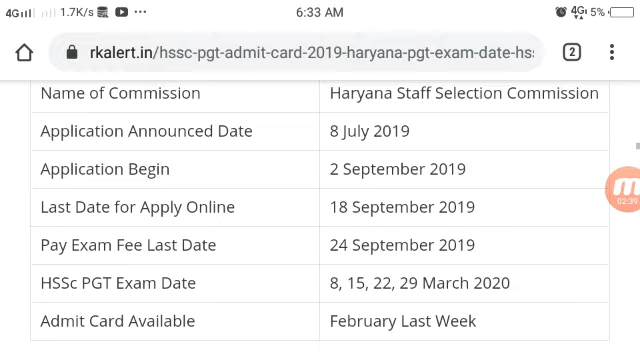 4G 1.7K/s ... 6:33 AM 4G 5%
rkalert.in/hssc-pgt-admit-card-2019-haryana-pgt-exam-date-hs 2
Name of Commission Haryana Staff Selection Commission
Application Announced Date 8 July 2019
Application Begin 2 September 2019
Last Date for Apply Online 18 September 2019
02:39
Pay Exam Fee Last Date 24 September 2019
HSSc PGT Exam Date 8, 15, 22, 29 March 2020
Admit Card Available February Last Week